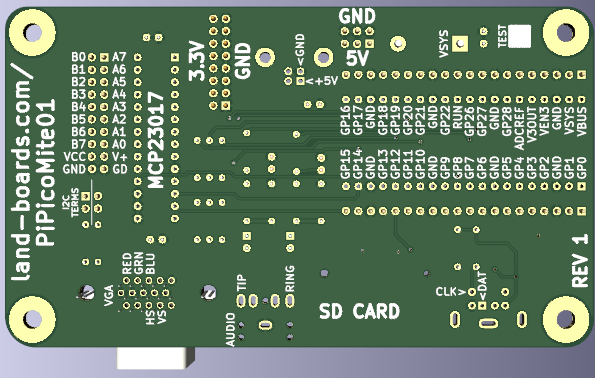 land-boards.com/
PiPicoMite01
B0 A7
B1 A6
B2 A5
B3 A4
B4 A3
B5 A2
B6 A1
B7 A0
VCC V+
GND GD
MCP23017
3.3V
GND
<GND
<+5V
GND
5V
VSYS
TEST
GP16
GP17
GND
GP18
GP19
GP20
GP21
GND
GP22
RUN
GP26
GP27
GND
GP28
ADREF
V3OUT
VEN3
GND
VSYS
VBUS
GP15
GP14
GND
GP13
GP12
GP11
GP10
GND
GP9
GP8
GP7
GP6
GND
GP5
GP4
GP3
GP2
GND
GP1
GP0
I2C
TERMS
VGA
RED
GRN
BLU
HS
VS
TIP
RING
AUDIO
SD CARD
CLK>
<DAT
REV 1